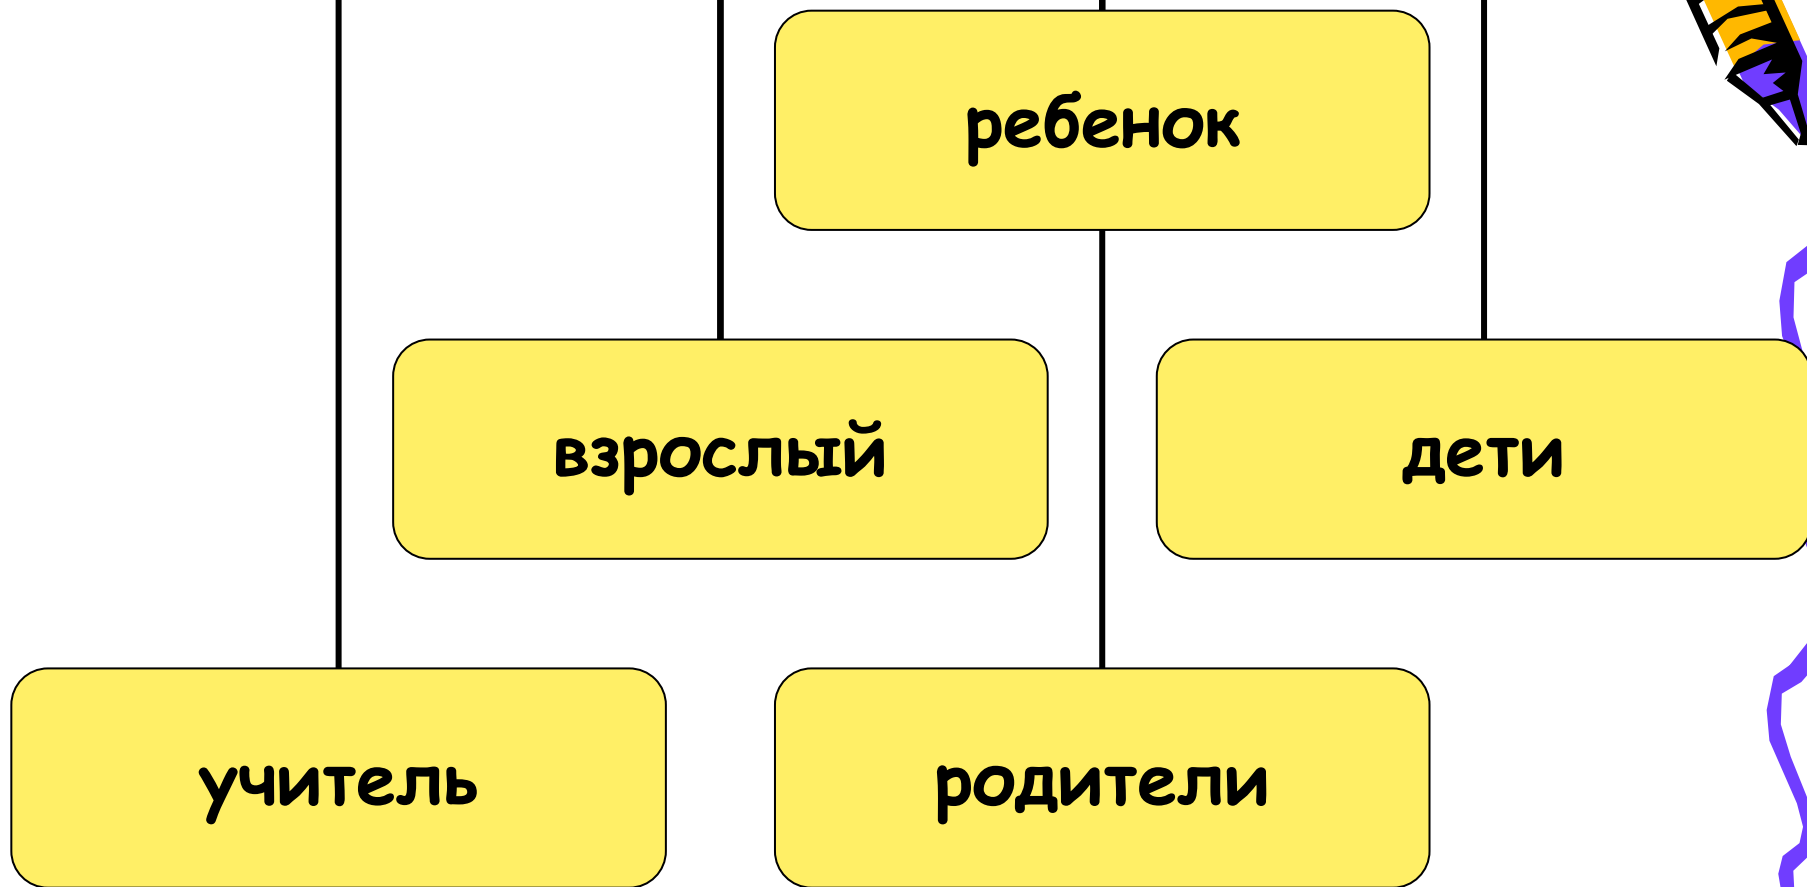 ребенок
взрослый
дети
учитель
родители